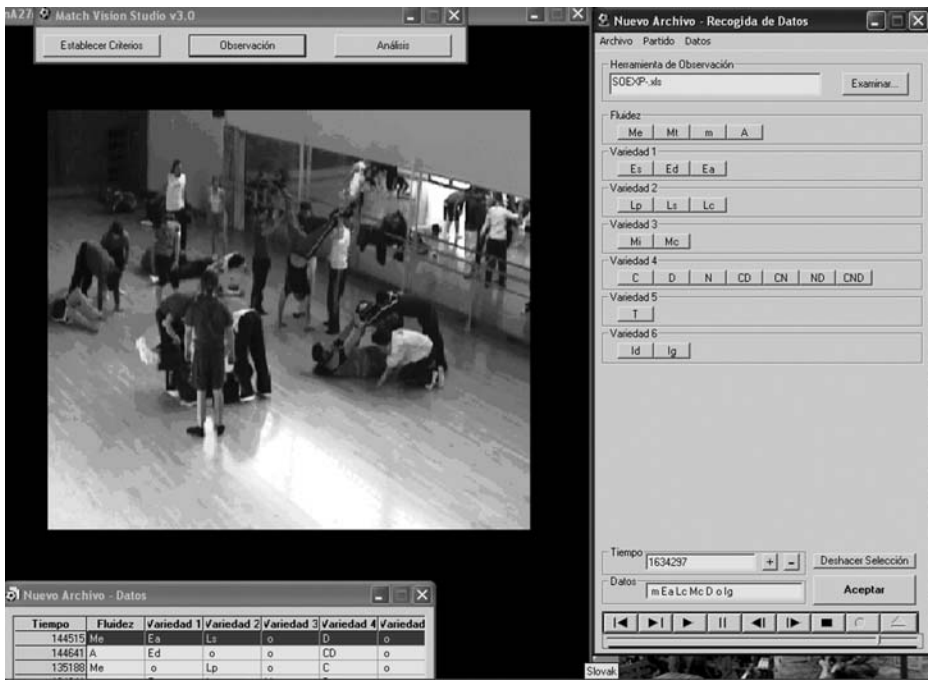 nA27
Match Vision Studio v3.0
Establecer Criterios Observación Análisis
Nuevo Archivo - Recogida de Datos
Archivo Partido Datos
Herramienta de Observación
SOEXP-.xls Examinar...
Fluidez
Me Mt m A
Variedad 1
Es Ed Ea
Variedad 2
Lp Ls Lc
Variedad 3
Mi Mc
Variedad 4
C D N CD CN ND CND
Variedad 5
T
Variedad 6
Id Ig
Tiempo
1634297 + - Deshacer Selección
Datos
m Ea Lc Mc D o Ig Aceptar
Nuevo Archivo - Datos
Tiempo Fluidez Variedad 1 Variedad 2 Variedad 3 Variedad 4 Variedad
144515 Me Ea Ls o D o
144641 A Ed o o CD o
135188 Me o Lp o C o
Slovak